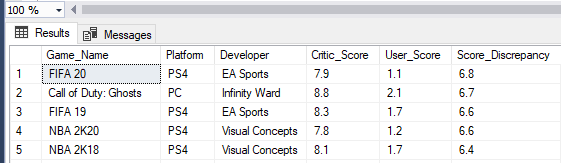 100 %
Results Messages
Game_Name Platform Developer Critic_Score User_Score Score_Discrepancy
1 FIFA 20 PS4 EA Sports 7.9 1.1 6.8
2 Call of Duty: Ghosts PC Infinity Ward 8.8 2.1 6.7
3 FIFA 19 PS4 EA Sports 8.3 1.7 6.6
4 NBA 2K20 PS4 Visual Concepts 7.8 1.2 6.6
5 NBA 2K18 PS4 Visual Concepts 8.1 1.7 6.4